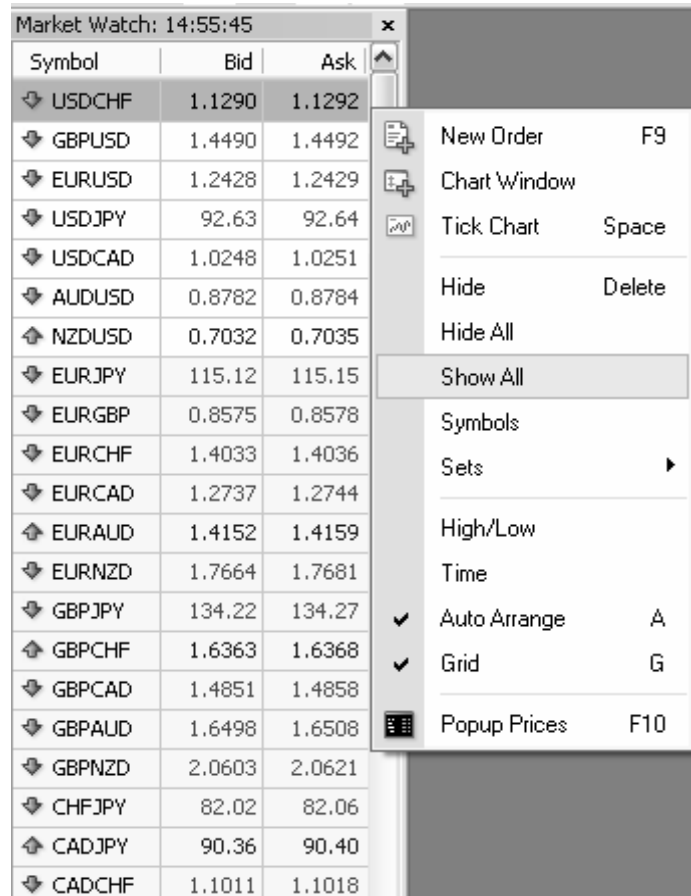 Market Watch: 14:55:45
Symbol Bid Ask
USDCHF 1.1290 1.1292
GBPUSD 1.4490 1.4492
EURUSD 1.2428 1.2429
USDJPY 92.63 92.64
USDCAD 1.0248 1.0251
AUDUSD 0.8782 0.8784
NZDUSD 0.7032 0.7035
EURJPY 115.12 115.15
EURGBP 0.8575 0.8578
EURCHF 1.4033 1.4036
EURCAD 1.2737 1.2744
EURAUD 1.4152 1.4159
EURNZD 1.7664 1.7681
GBPJPY 134.22 134.27
GBPCHF 1.6363 1.6368
GBPCAD 1.4851 1.4858
GBPAUD 1.6498 1.6508
GBPNZD 2.0603 2.0621
CHFJPY 82.02 82.06
CADJPY 90.36 90.40
CADCHF 1.1011 1.1018
New Order F9
Chart Window
Tick Chart Space
Hide Delete
Hide All
Show All
Symbols
Sets
High/Low
Time
Auto Arrange A
Grid G
Popup Prices F10